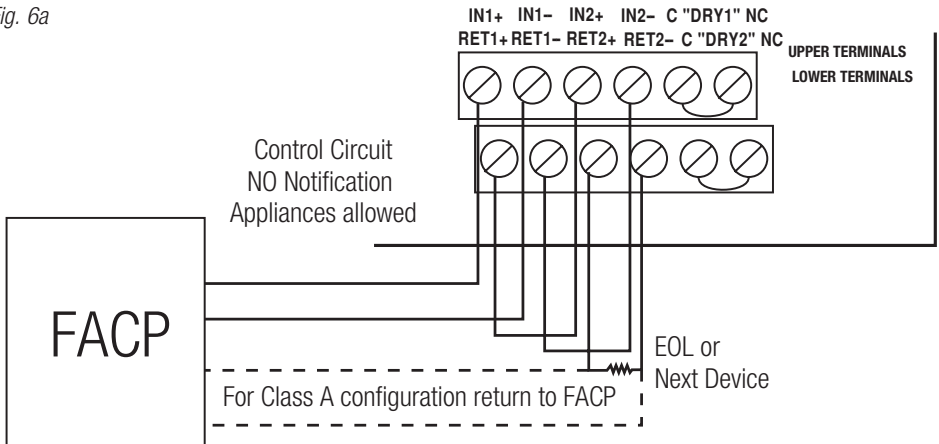 ig. 6a
IN1+ IN1– IN2+ IN2– C "DRY1" NC
RET1+ RET1– RET2+ RET2– C "DRY2" NC
UPPER TERMINALS
LOWER TERMINALS
Control Circuit
NO Notification
Appliances allowed
FACP
EOL or
Next Device
For Class A configuration return to FACP